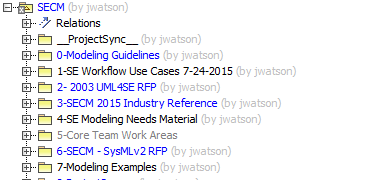 SECM (by jwatson)
Relations
__ProjectSync__ (by jwatson)
0-Modeling Guidelines (by jwatson)
1-SE Workflow Use Cases 7-24-2015 (by jwatson)
2- 2003 UML4SE RFP (by jwatson)
3-SECM 2015 Industry Reference (by jwatson)
4-SE Modeling Needs Material (by jwatson)
5-Core Team Work Areas
6-SECM - SysMLv2 RFP (by jwatson)
7-Modeling Examples (by jwatson)